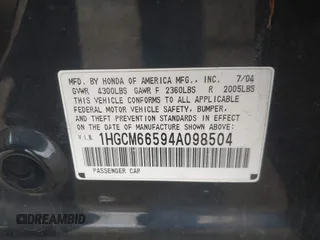 MFD. BY HONDA OF AMERICA MFG., INC. 7/04
GVWR 4300LBS GAWR F 2360LBS R 2005LBS
THIS VEHICLE CONFORMS TO ALL APPLICABLE
FEDERAL MOTOR VEHICLE SAFETY, BUMPER,
AND THEFT PREVENTION STANDARDS IN EFFECT
ON THE DATE OF MANUFACTURE SHOWN ABOVE.
V.I.N. 1HGCM66594A098504
PASSENGER CAR
DREAMBID